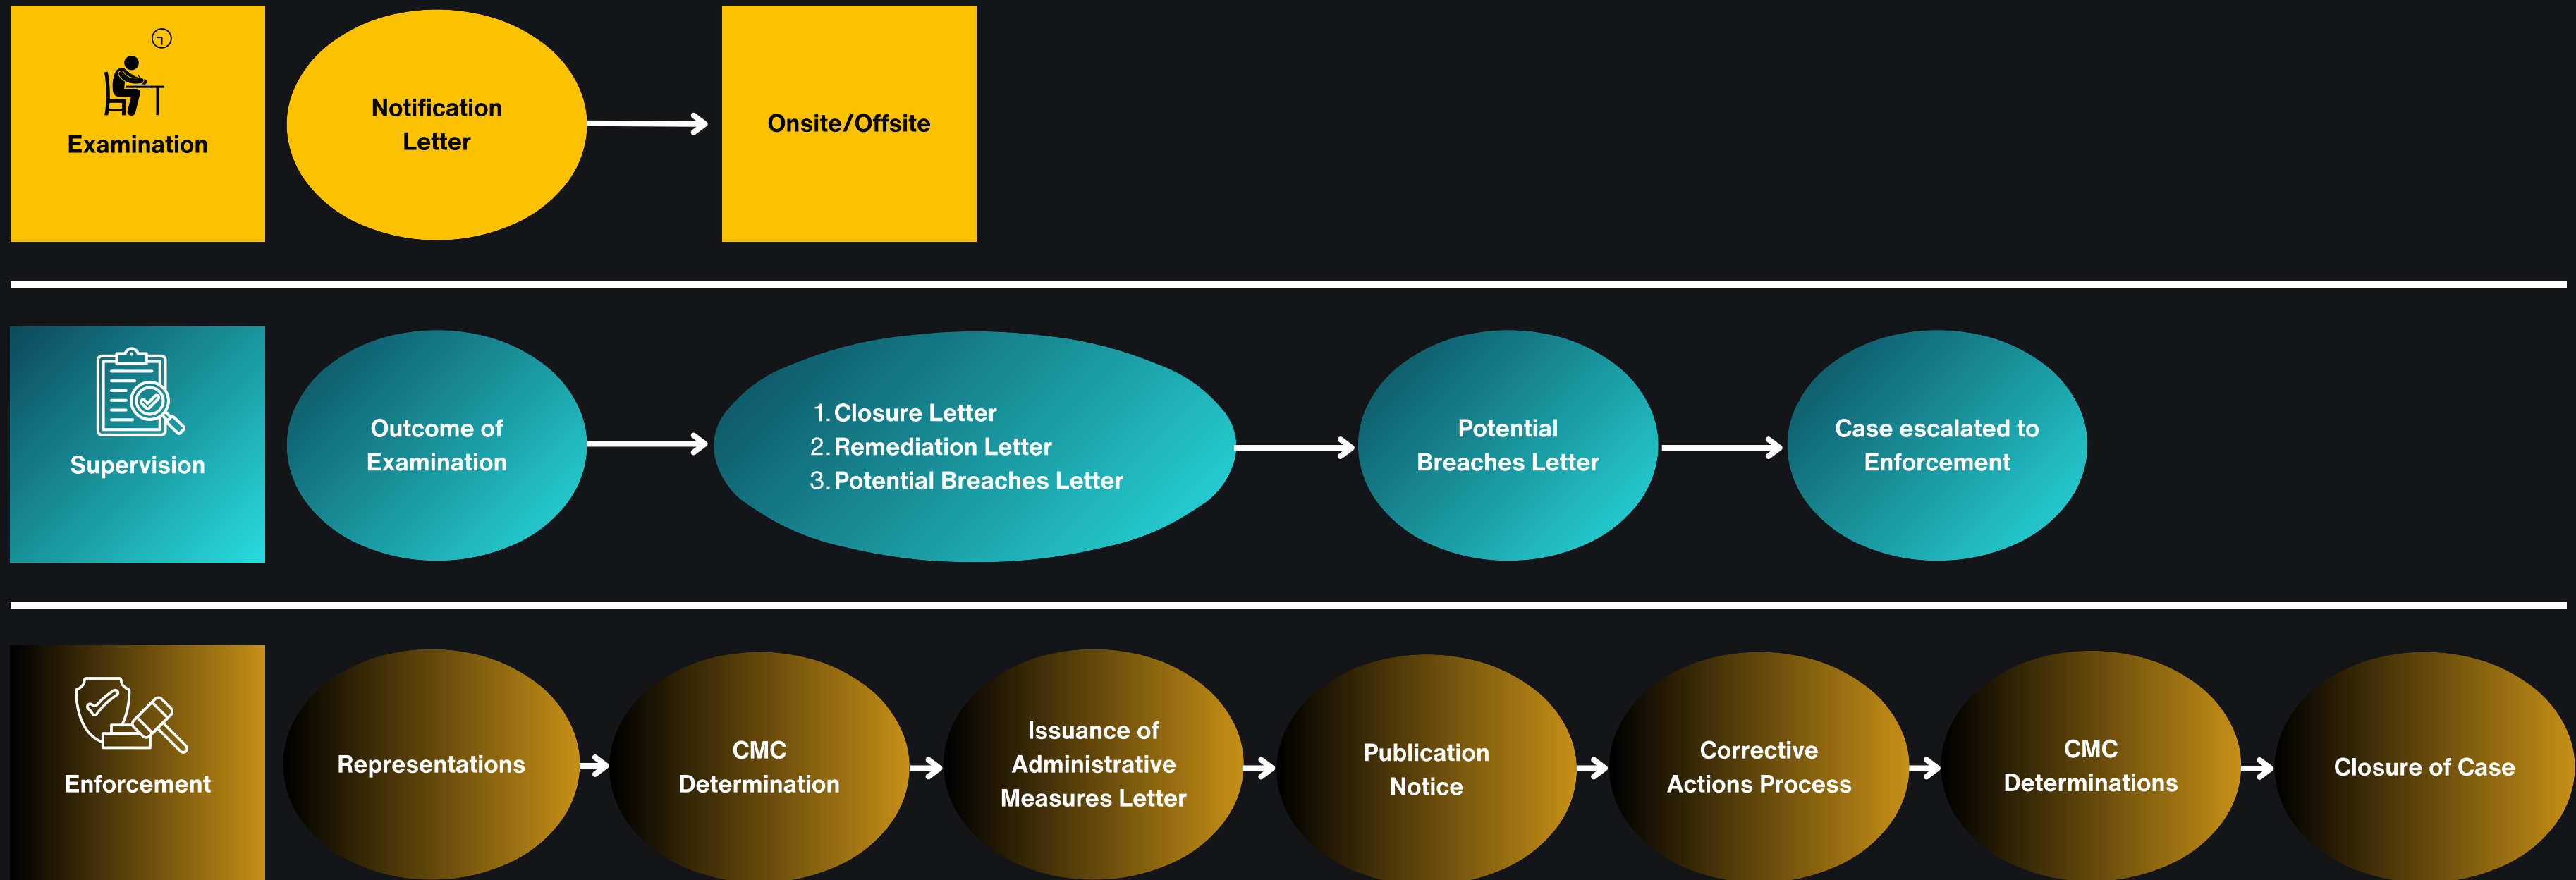 Examination
Notification
Letter
Onsite/Offsite
Supervision
Outcome of
Examination
1. Closure Letter
2. Remediation Letter
3. Potential Breaches Letter
Potential
Breaches Letter
Case escalated to
Enforcement
Enforcement
Representations
CMC
Determination
Issuance of
Administrative
Measures Letter
Publication
Notice
Corrective
Actions Process
CMC
Determinations
Closure of Case